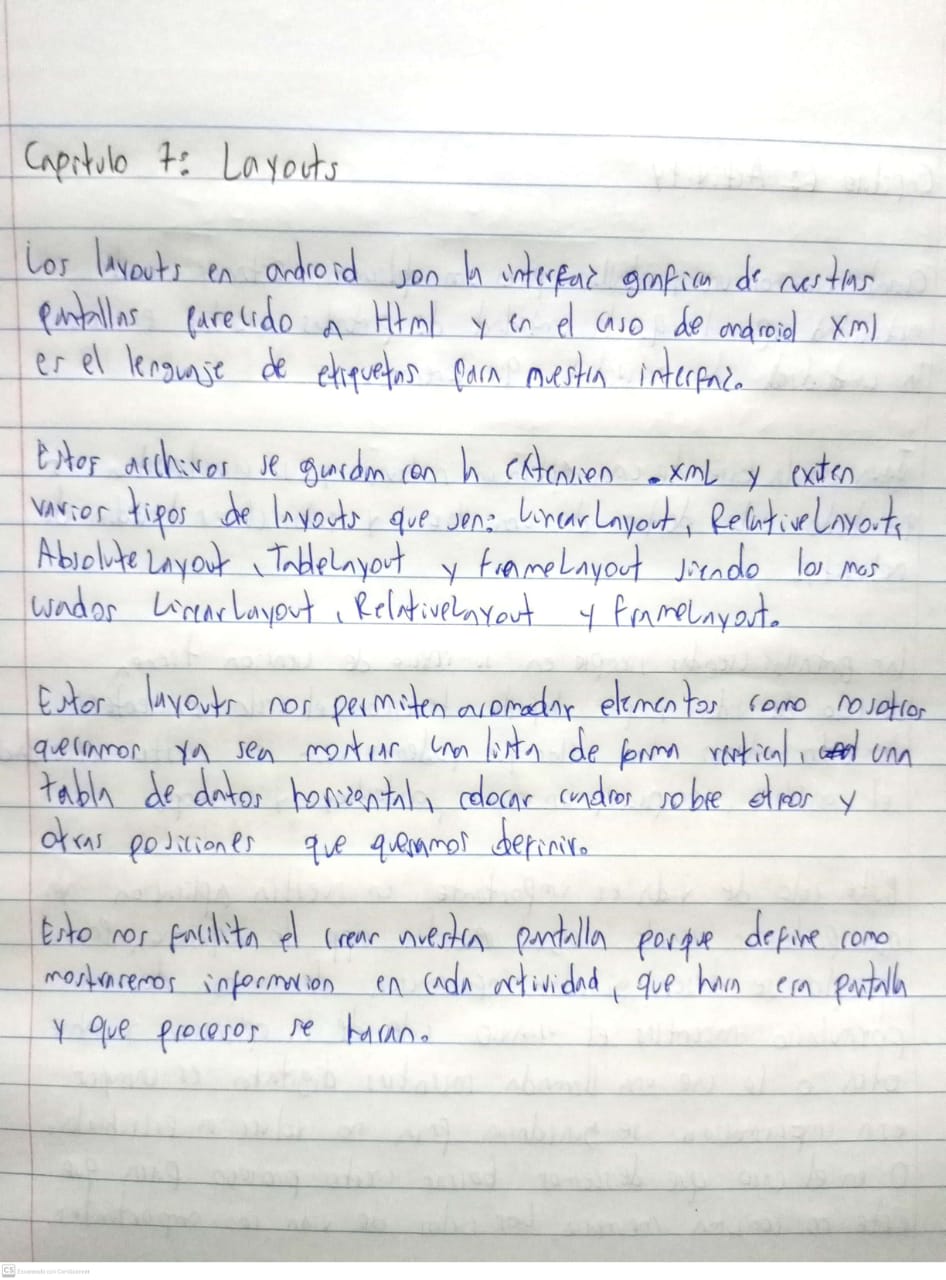 Capitulo 7: Layouts
Los layouts en android son la interfaz grafica de nestras
pantallas parecido a Html y en el caso de android xml
es el lenguaje de etiquetas para nuestra interfaz.
Estos archivos se guardan con la extension .xmL y exiten
varios tipos de layouts que son: LinearLayout, RelativeLayout,
AbsoluteLayout, TableLayout y FrameLayout siendo los mas
usados LinearLayout, RelativeLayout y FrameLayout.
Estos layouts nos permiten acomodar elementos como nosotros
queramos ya sea mostrar una lista de forma vertical, una
tabla de datos horizontal, colocar cuadros sobre otros y
otras posiciones que queramos definir.
Esto nos facilita el crear nuestra pantalla porque define como
mostraremos informacion en cada actividad, que hara esa pantalla
y que procesos se haran.
CS Escaneado con CamScanner